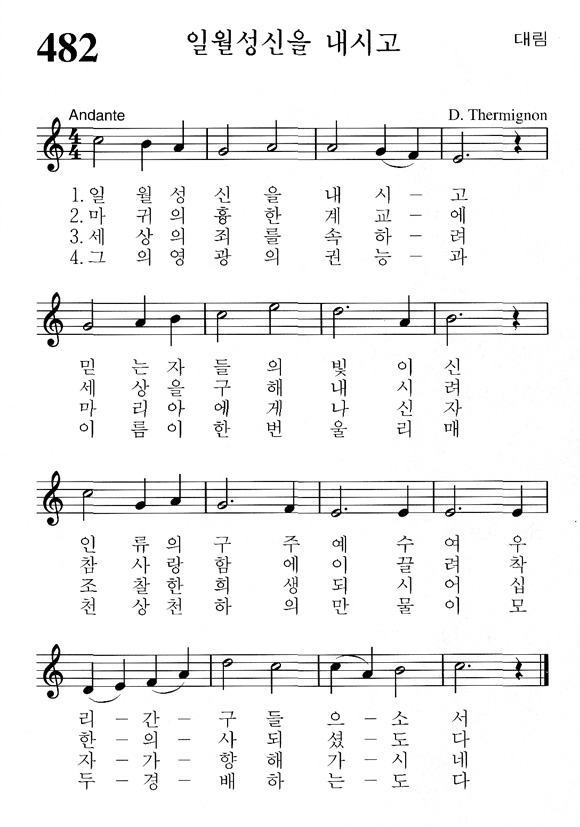 482 일월성신을 내시고 대림
Andante D. Thermignon
1.일 월성 신 을 내 시 – 고
2.마 귀의 흉 한 계 교 – 에
3.세 상의 죄 를 속 하 – 려
4.그 의영 광 의 권 능 – 과
믿 는자 들 의 빛 이 신
세 상을 구 해 내 시 려
마 리아 에 게 나 신 자
이 름이 한 번 울 리 매
인 류의 구 주 예 수 여 우
참 사랑 함 에 이 끌 려 착
조 찰한 희 생 되 시 어 십
천 상천 하 의 만 물 이 모
리 – 간 – 구 들 으 – 소 서
한 – 의 – 사 되 셨 – 도 다
자 – 가 – 향 해 가 – 시 네
두 – 경 – 배 하 는 – 도 다